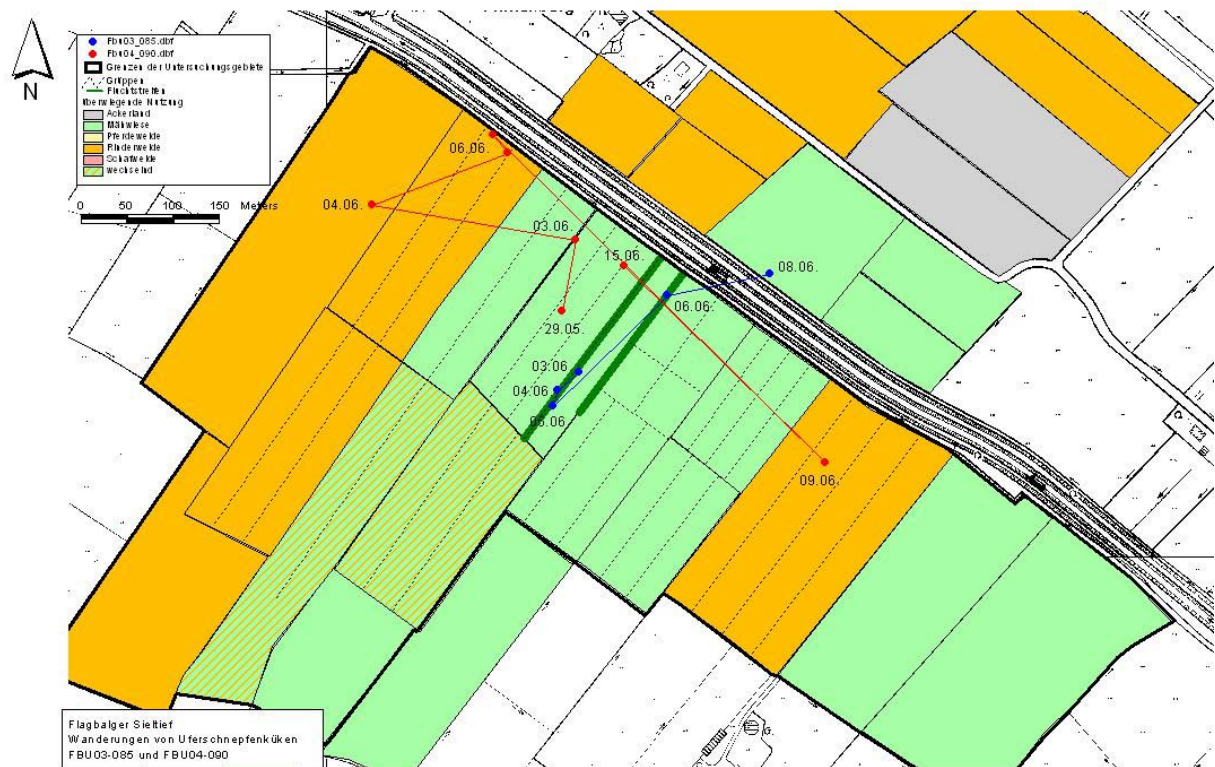 N
Fbu03_085.dbf
Fbu04_090.dbf
Grenzen der Untersuchungsgebiete
Grüppen
Fluchtstreifen
überwiegende Nutzung
Ackerland
Mähwiese
Pferdeweide
Rinderweide
Schafweide
wechselnd
0 50 100 150 Meters
06.06.
04.06.
03.06.
15.06.
29.05.
08.06.
06.06.
03.06
04.06
09.06.
G.
Flagbalger Sieltief
Wanderungen von Uferschnepfenküken
FBU03-085 und FBU04-090